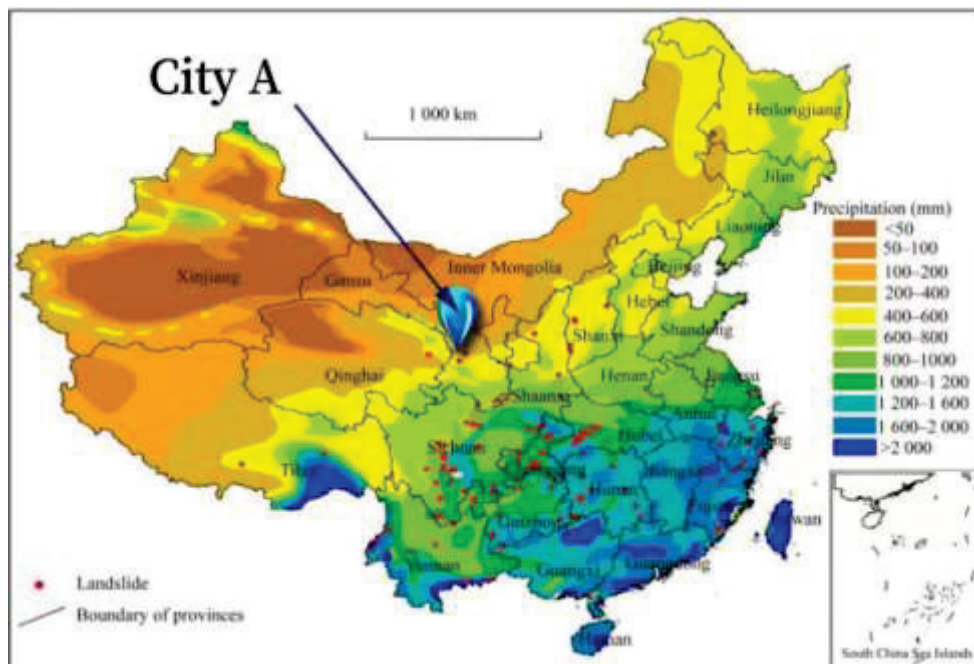 City A
1 000 km
Heilongjiang
Jilan
Precipitation (mm)
<50
50–100
100–200
200–400
400–600
600–800
800–1000
1 000–1 200
1 200–1 600
1 600–2 000
>2 000
Liaoning
Beijing
Inner Mongolia
Xinjiang
Gansu
Hebei
Shanxi
Shandong
Qinghai
Henan
Shaanxi
Anhui
Hubei
Sichuan
Hunan
Guizhou
Yunnan
Guangxi
Guangdong
Hainan
Landslide
Boundary of provinces
South China Sea Islands